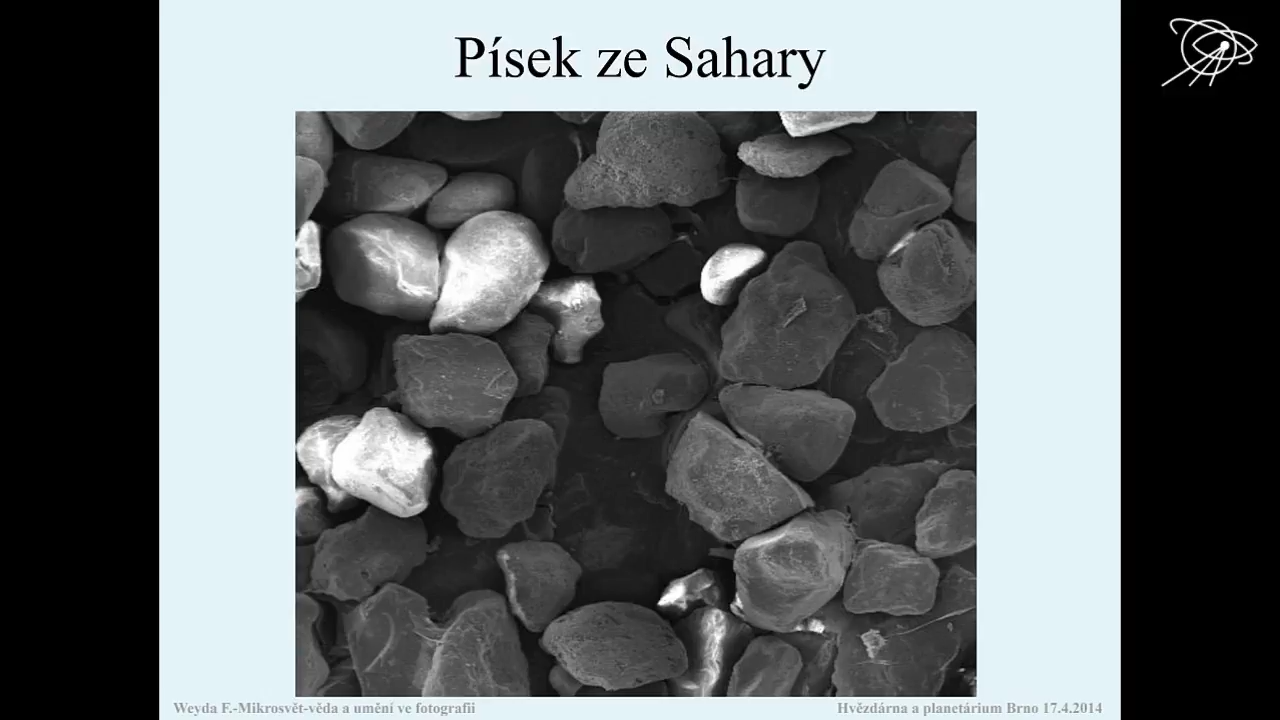 Písek ze Sahary
Weyda F.-Mikrosvět-věda a umění ve fotografii
Hvězdárna a planetárium Brno 17.4.2014